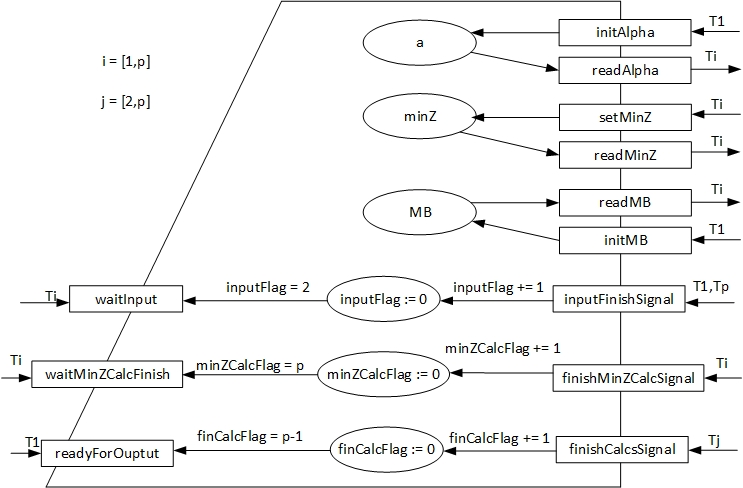 initAlpha
T1
a
i = [1,p]
readAlpha
Ti
j = [2,p]
minZ
setMinZ
Ti
readMinZ
Ti
MB
readMB
Ti
initMB
T1
Ti
waitInput
inputFlag = 2
inputFlag := 0
inputFlag += 1
inputFinishSignal
T1,Tp
Ti
waitMinZCalcFinish
minZCalcFlag = p
minZCalcFlag := 0
minZCalcFlag += 1
finishMinZCalcSignal
Ti
T1
readyForOuptut
finCalcFlag = p-1
finCalcFlag := 0
finCalcFlag += 1
finishCalcsSignal
Tj